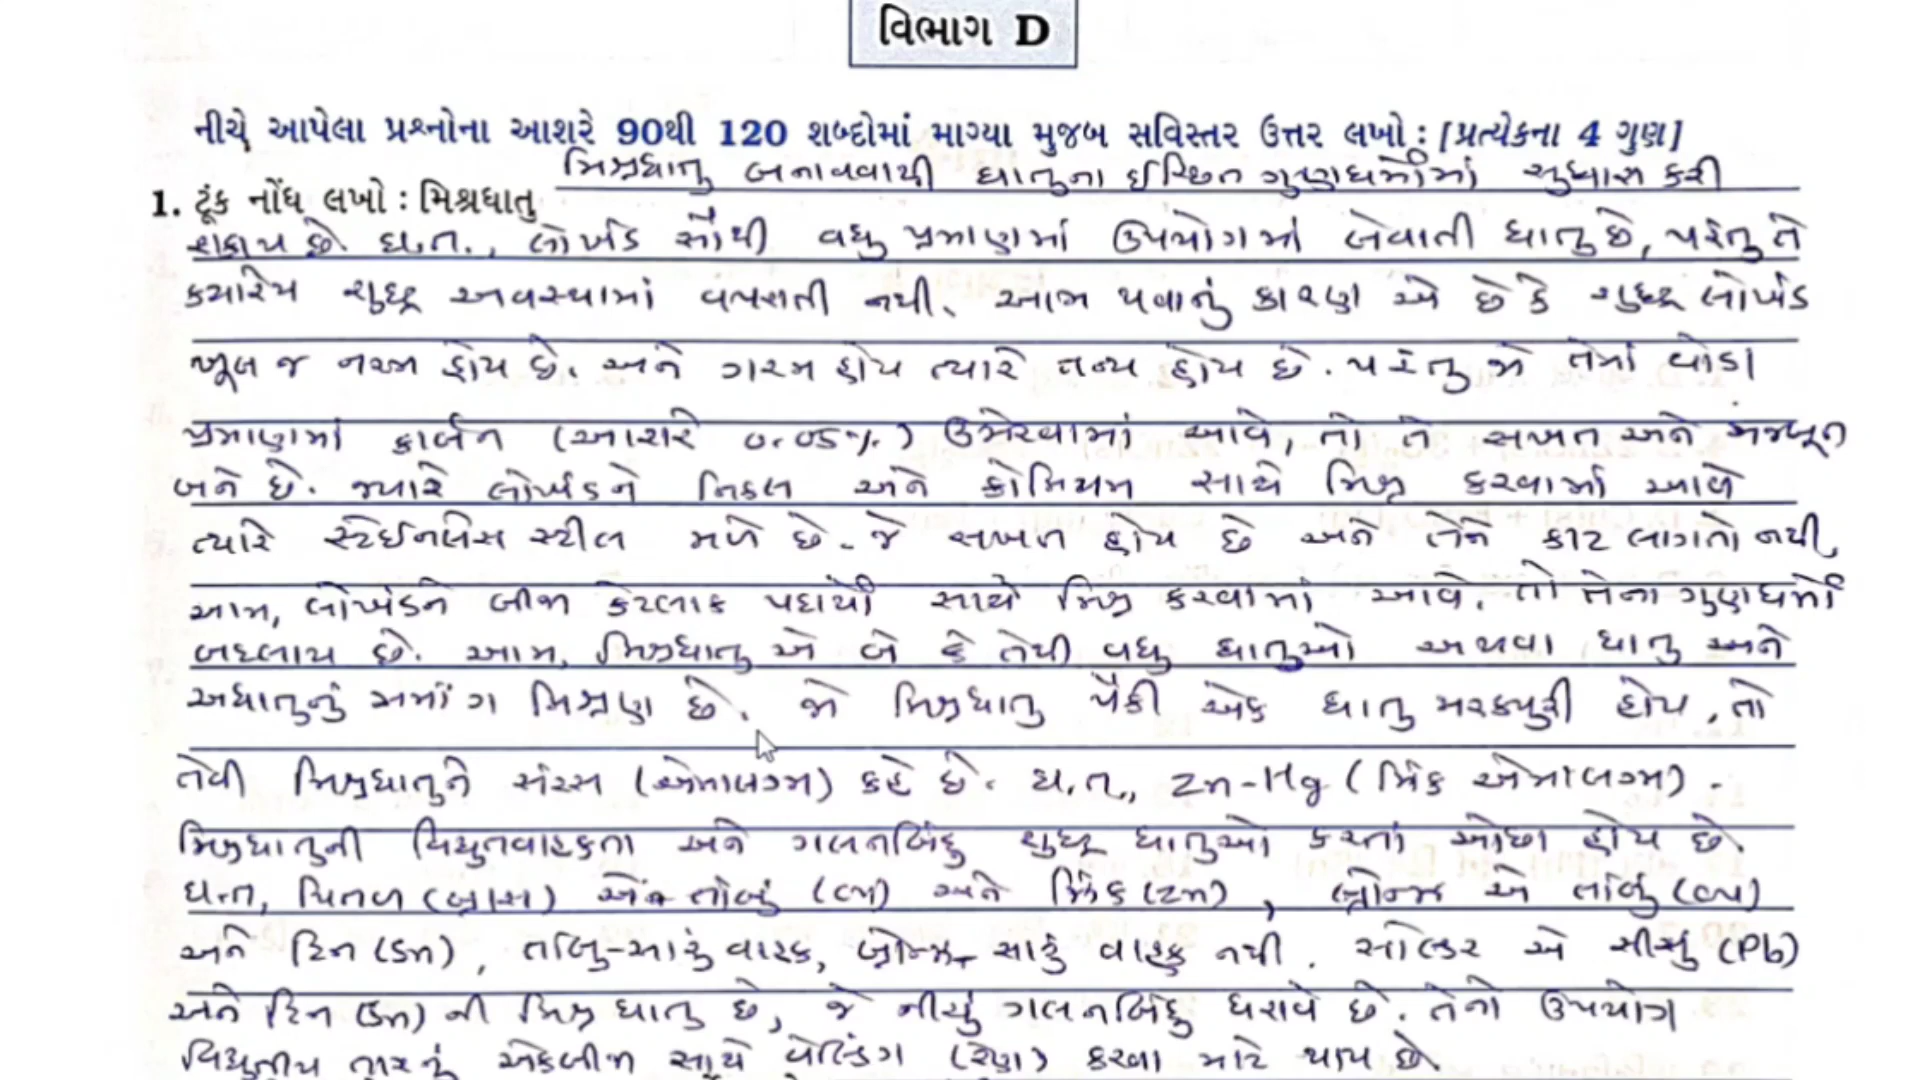 વિભાગ D
નીચે આપેલા પ્રશ્નોના આશરે 90થી 120 શબ્દોમાં માગ્યા મુજબ સવિસ્તર ઉત્તર લખો : [પ્રત્યેકના 4 ગુણ]
મિશ્રધાતુ બનાવવાથી ધાતુના ઈચ્છિત ગુણધર્મોમાં સુધારા કરી
1. ટૂંક નોંધ લખો : મિશ્રધાતુ
શકાય છે. દા.ત., લોખંડ સૌથી વધુ પ્રમાણમાં ઉપયોગમાં લેવાતી ધાતુ છે, પરંતુ તે
ક્યારેય શુદ્ધ અવસ્થામાં વપરાતી નથી. આમ થવાનું કારણ એ છે કે શુદ્ધ લોખંડ
ખૂબ જ નરમ હોય છે. અને ગરમ હોય ત્યારે તન્ય હોય છે. પરંતુ જો તેમાં થોડા
પ્રમાણમાં કાર્બન (આશરે 0.05%) ઉમેરવામાં આવે, તો તે સખત અને મજબૂત
બને છે. જ્યારે લોખંડને નિકલ અને ક્રોમિયમ સાથે મિશ્ર કરવામાં આવે
ત્યારે સ્ટેઈનલેસ સ્ટીલ મળે છે. જે સખત હોય છે અને તેને કાટ લાગતો નથી.
આમ, લોખંડને બીજા કેટલાક પદાર્થો સાથે મિશ્ર કરવામાં આવે, તો તેના ગુણધર્મો
બદલાય છે. આમ, મિશ્રધાતુ એ બે કે તેથી વધુ ધાતુઓ અથવા ધાતુ અને
અધાતુનું સમાંગ મિશ્રણ છે. જો મિશ્રધાતુ પૈકી એક ધાતુ મરક્યુરી હોય, તો
તેવી મિશ્રધાતુને સંરસ (એમાલગમ) કહે છે. દા.ત., Zn-Hg (ઝિંક એમાલગમ).
મિશ્રધાતુની વિદ્યુતવાહકતા અને ગલનબિંદુ શુદ્ધ ધાતુઓ કરતાં ઓછા હોય છે.
દા.ત, પિતળ (બ્રાસ) તાંબું (Cu) અને ઝિંક (Zn), બ્રોન્ઝ એ તાંબું (Cu)
અને ટિન (Sn), તાંબુ-સારું વાહક, બ્રોન્ઝ સારું વાહક નથી. સોલ્ડર એ સીસું (Pb)
અને ટિન (Sn) ની મિશ્ર ધાતુ છે, જે નીચું ગલનબિંદુ ધરાવે છે. તેનો ઉપયોગ
વિદ્યુતીય તારનું એકબીજા સાથે વેલ્ડિંગ (રેણ) કરવા માટે થાય છે.